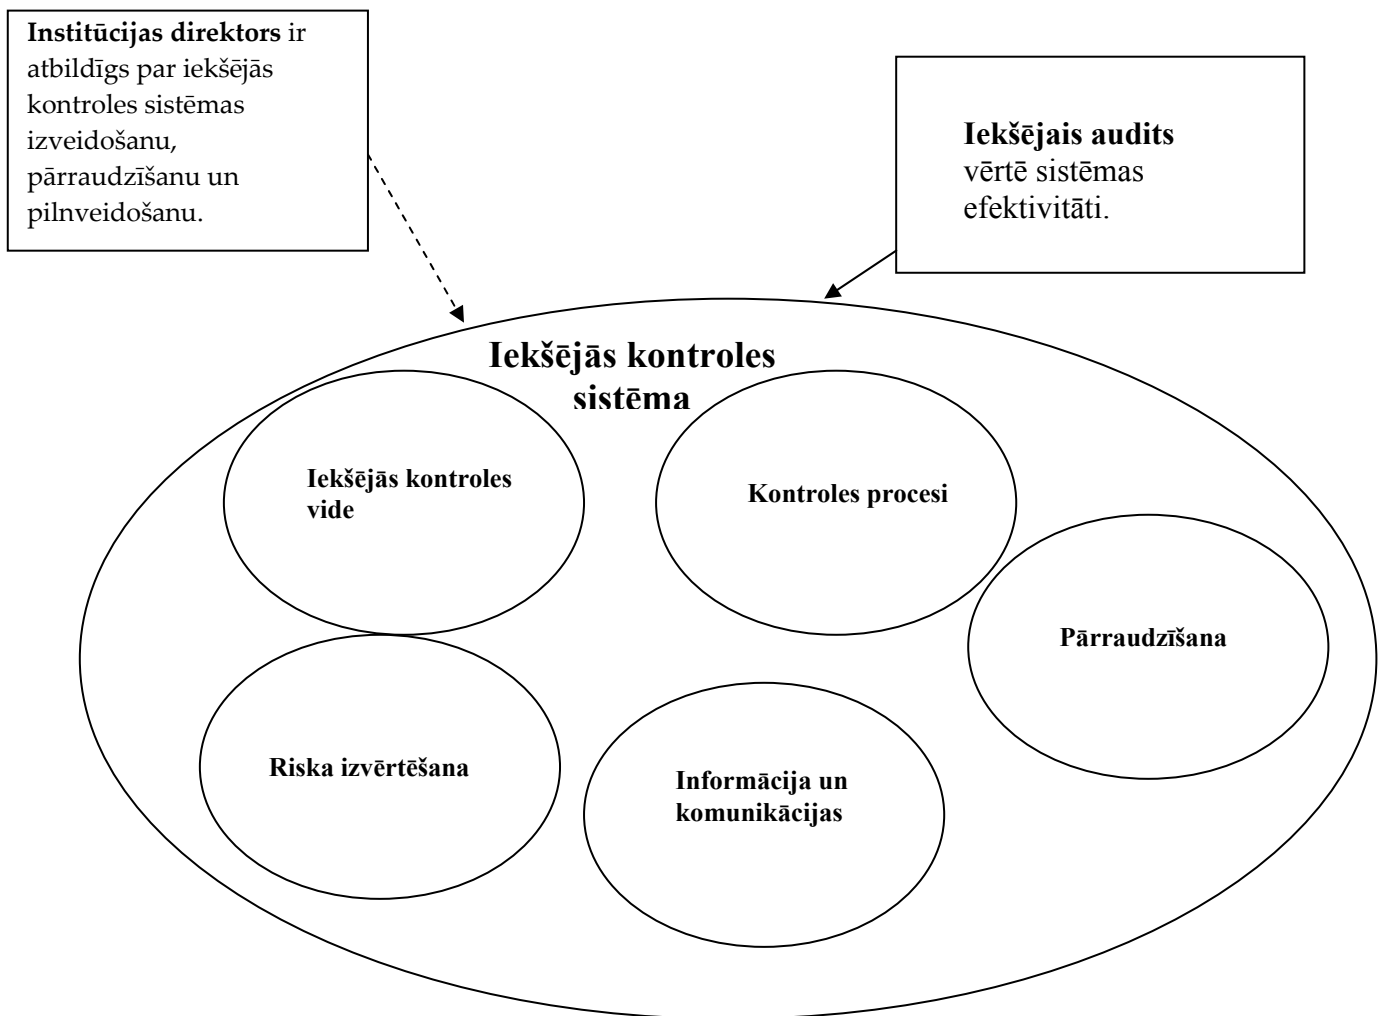 Institūcijas direktors ir
atbildīgs par iekšējās
kontroles sistēmas
izveidošanu,
pārraudzīšanu un
pilnveidošanu.
Iekšējais audits
vērtē sistēmas
efektivitāti.
Iekšējās kontroles
sistēma
Iekšējās kontroles
vide
Kontroles procesi
Pārraudzīšana
Riska izvērtēšana
Informācija un
komunikācijas